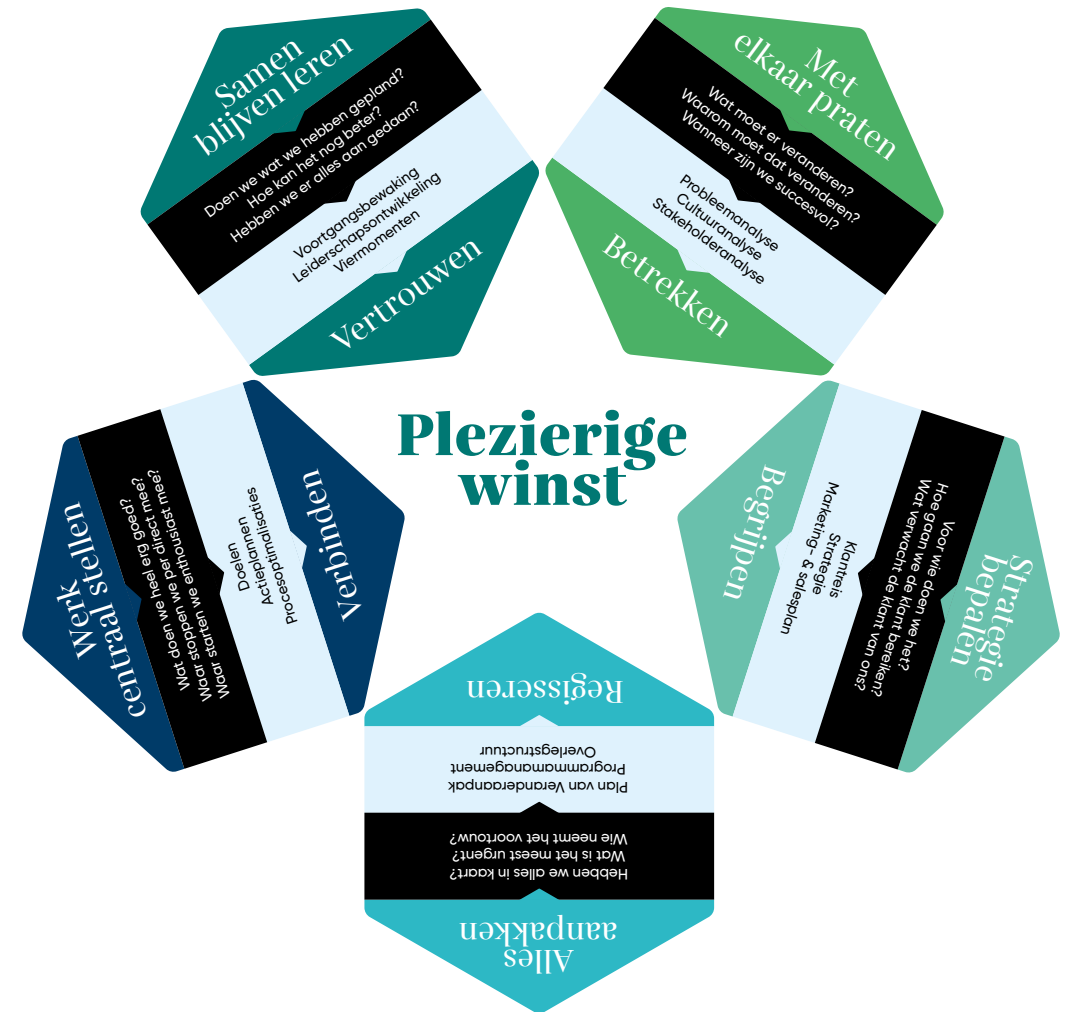 Plezierige
winst
Met
elkaar praten
Wat moet er veranderen?
Waarom moet dat veranderen?
Wanneer zijn we succesvol?
Probleemanalyse
Cultuuranalyse
Stakeholderanalyse
Betrekken
Strategie
bepalen
Voor wie doen we het?
Hoe gaan we de klant bereiken?
Wat verwacht de klant van ons?
Klantreis
Strategie
Marketing- & salesplan
Begrijpen
Alles
aanpakken
Hebben we alles in kaart?
Wat is het meest urgent?
Wie neemt het voortouw?
Plan van Veranderaanpak
Programmamanagement
Overlegstructuur
Regisseren
Werk
centraal stellen
Wat doen we heel erg goed?
Waar stoppen we per direct mee?
Waar starten we enthousiast mee?
Doelen
Actieplannen
Procesoptimalisaties
Verbinden
Samen
blijven leren
Doen we wat we hebben gepland?
Hoe kan het nog beter?
Hebben we er alles aan gedaan?
Voortgangsbewaking
Leiderschapsontwikkeling
Viermomenten
Vertrouwen